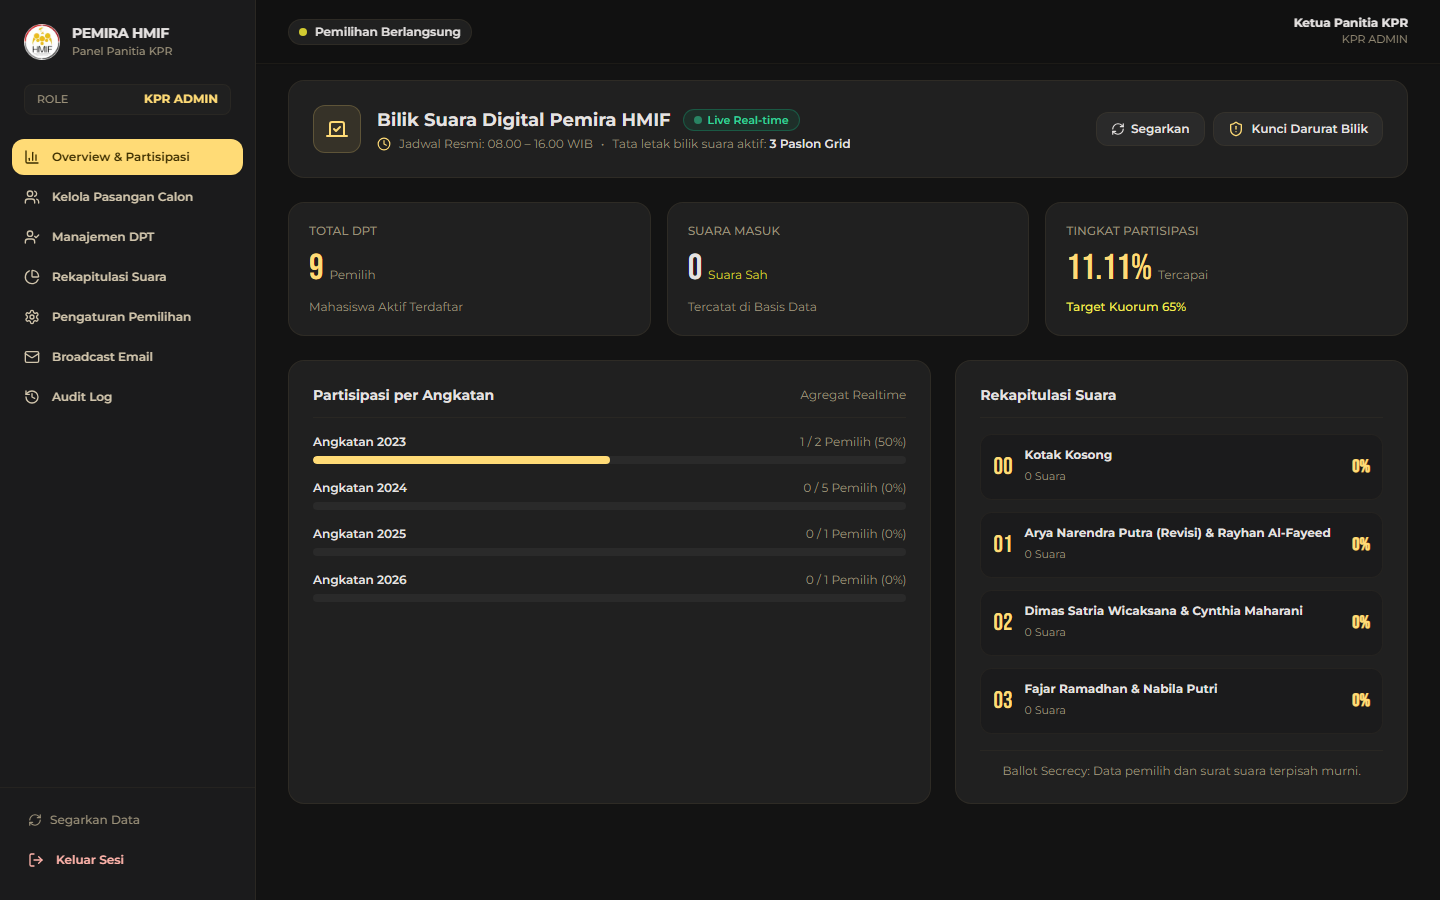 HMIF
PEMIRA HMIF
Panel Panitia KPR
ROLE KPR ADMIN
Overview & Partisipasi
Kelola Pasangan Calon
Manajemen DPT
Rekapitulasi Suara
Pengaturan Pemilihan
Broadcast Email
Audit Log
Segarkan Data
Keluar Sesi
Pemilihan Berlangsung
Ketua Panitia KPR
KPR ADMIN
Bilik Suara Digital Pemira HMIF Live Real-time
Jadwal Resmi: 08.00 – 16.00 WIB • Tata letak bilik suara aktif: 3 Paslon Grid
Segarkan
Kunci Darurat Bilik
TOTAL DPT
9 Pemilih
Mahasiswa Aktif Terdaftar
SUARA MASUK
0 Suara Sah
Tercatat di Basis Data
TINGKAT PARTISIPASI
11.11% Tercapai
Target Kuorum 65%
Partisipasi per Angkatan Agregat Realtime
Angkatan 2023 1 / 2 Pemilih (50%)
Angkatan 2024 0 / 5 Pemilih (0%)
Angkatan 2025 0 / 1 Pemilih (0%)
Angkatan 2026 0 / 1 Pemilih (0%)
Rekapitulasi Suara
00 Kotak Kosong 0%
0 Suara
01 Arya Narendra Putra (Revisi) & Rayhan Al-Fayeed 0%
0 Suara
02 Dimas Satria Wicaksana & Cynthia Maharani 0%
0 Suara
03 Fajar Ramadhan & Nabila Putri 0%
0 Suara
Ballot Secrecy: Data pemilih dan surat suara terpisah murni.